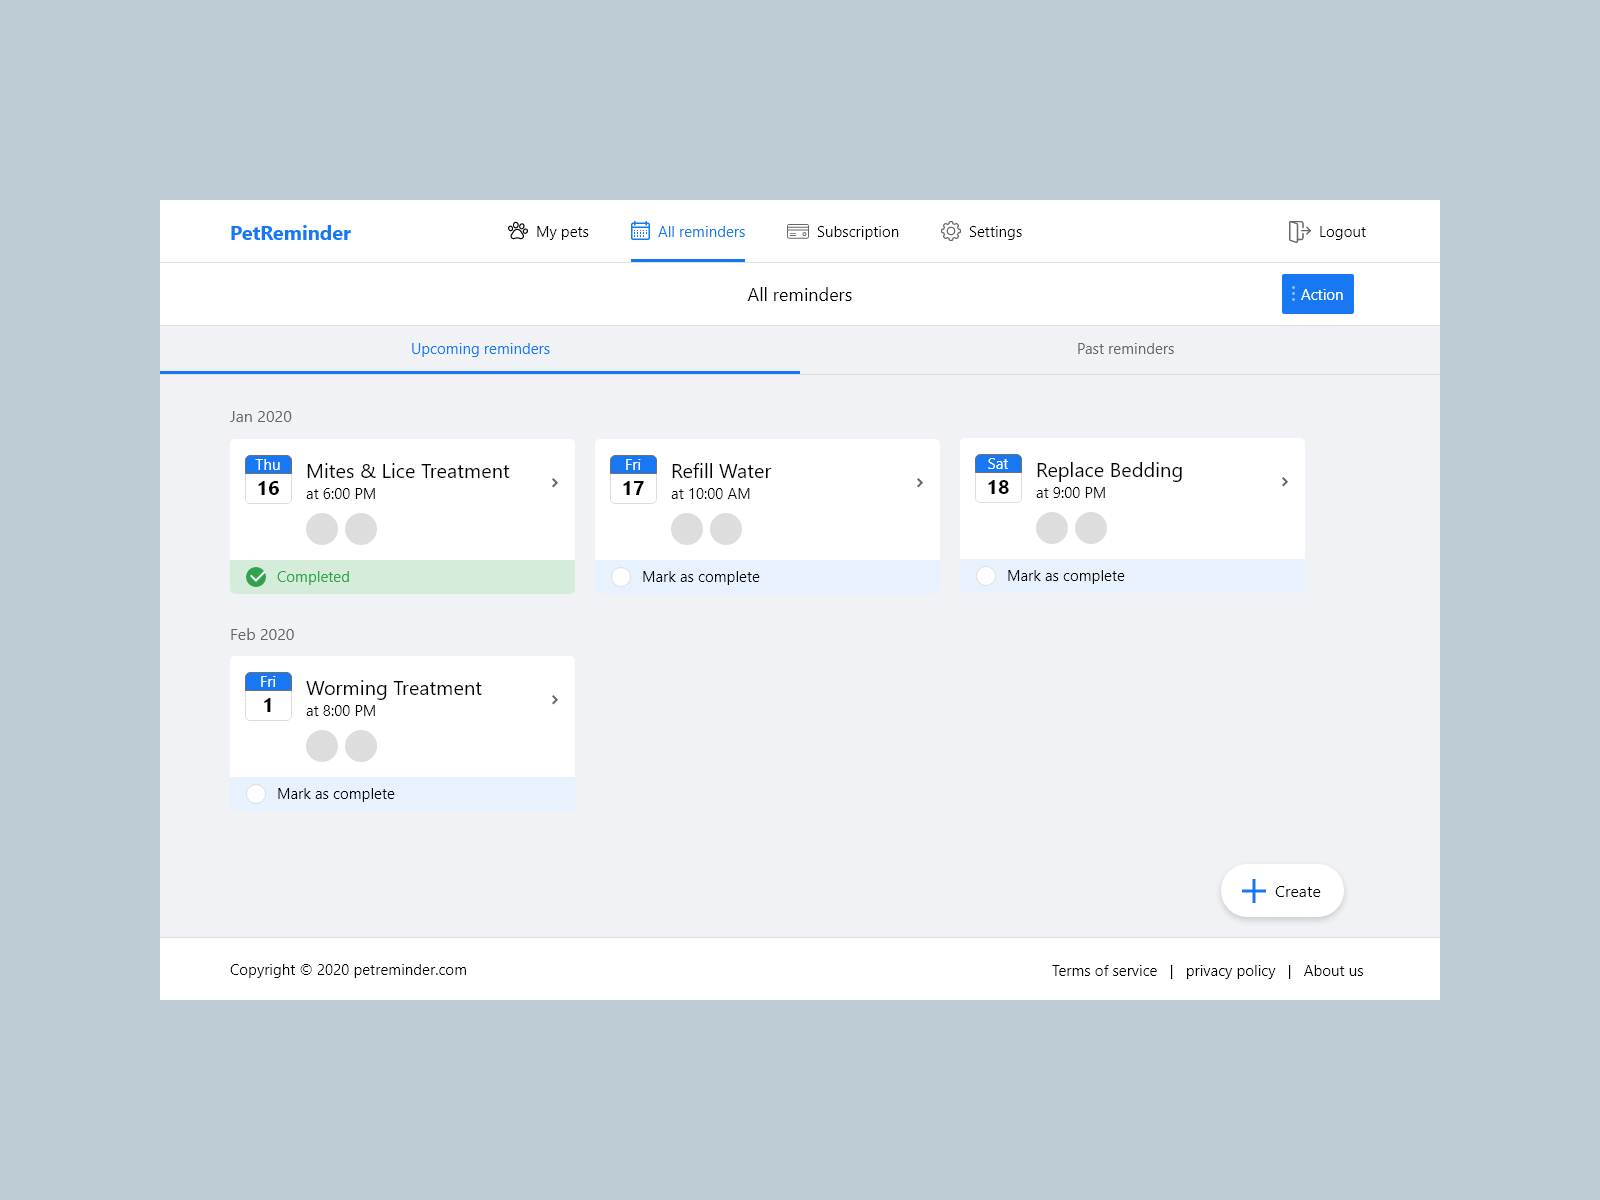 PetReminder
My pets
All reminders
Subscription
Settings
Logout
All reminders
Action
Upcoming reminders
Past reminders
Jan 2020
Thu
16
Mites & Lice Treatment
at 6:00 PM
Completed
Fri
17
Refill Water
at 10:00 AM
Mark as complete
Sat
18
Replace Bedding
at 9:00 PM
Mark as complete
Feb 2020
Fri
1
Worming Treatment
at 8:00 PM
Mark as complete
Create
Copyright © 2020 petreminder.com
Terms of service | privacy policy | About us